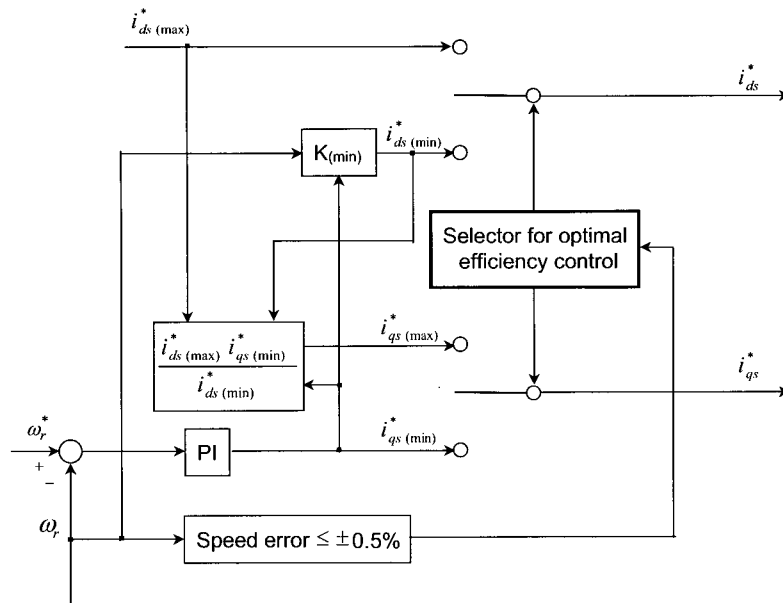 i*ds (max)
i*ds
K(min)
i*ds (min)
Selector for optimal
efficiency control
i*ds (max) i*qs (min)
i*ds (min)
i*qs (max)
i*qs
ω*r
+
−
PI
i*qs (min)
ωr
Speed error ≤ ±0.5%